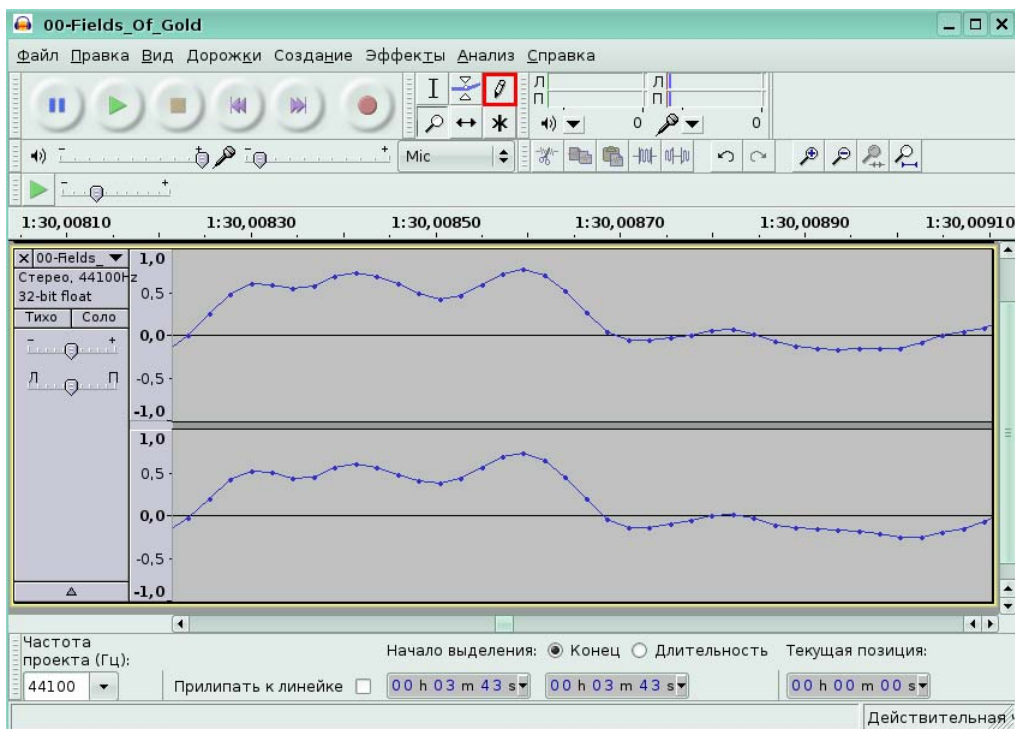 00-Fields_Of_Gold
Файл Правка Вид Дорожки Создание Эффекты Анализ Справка
Л Л
П П
0 0
Mic
1:30,00810 1:30,00830 1:30,00850 1:30,00870 1:30,00890 1:30,00910
00-Fields_
Стерео, 44100Hz
32-bit float
Тихо Соло
- +
Л П
1,0
0,5
0,0
-0,5
-1,0
1,0
0,5
0,0
-0,5
-1,0
Частота
проекта (Гц):
Начало выделения: Конец Длительность Текущая позиция:
44100 Прилипать к линейке 00 h 03 m 43 s 00 h 03 m 43 s 00 h 00 m 00 s
Действительная